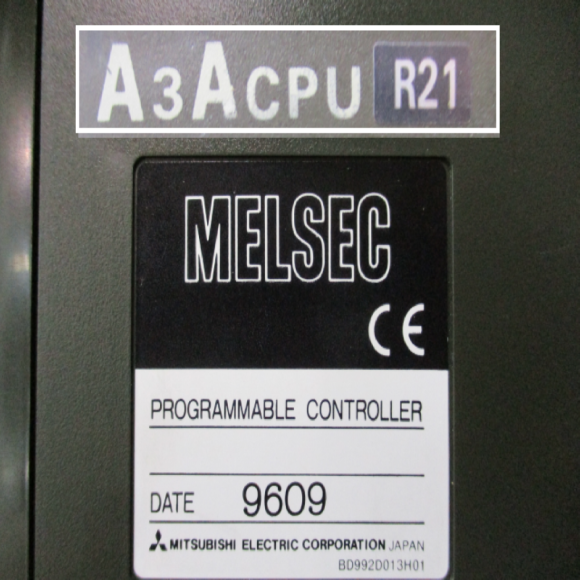 A3ACPU R21
MELSEC
CE
PROGRAMMABLE CONTROLLER
DATE 9609
MITSUBISHI ELECTRIC CORPORATION JAPAN
BD992D013H01